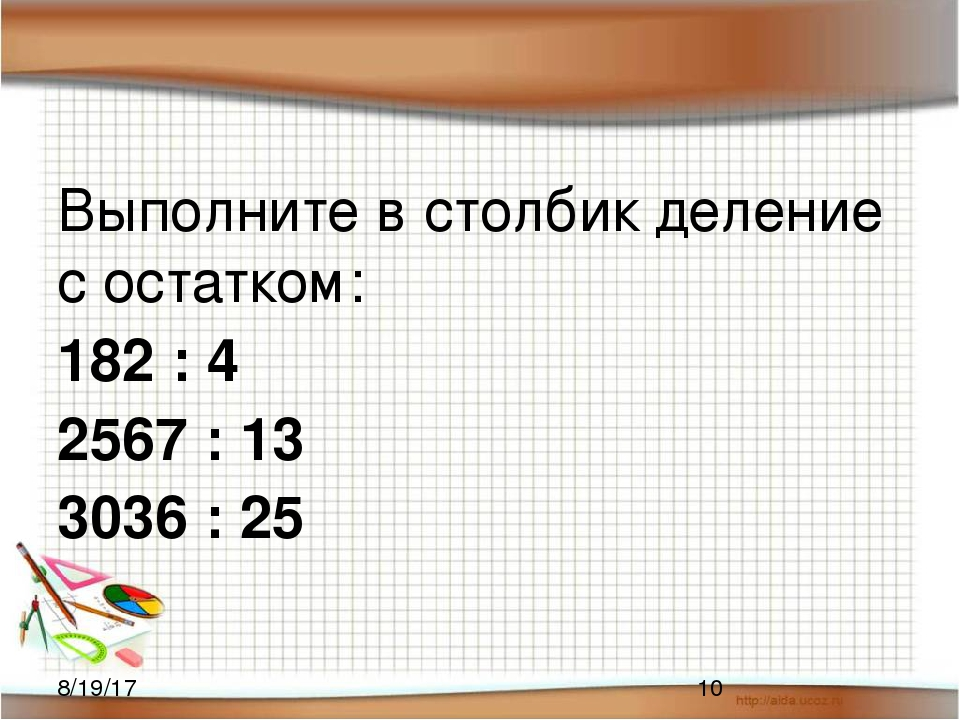 Выполните в столбик деление
с остатком:
182 : 4
2567 : 13
3036 : 25
8/19/17
10
http://aida.ucoz.ru